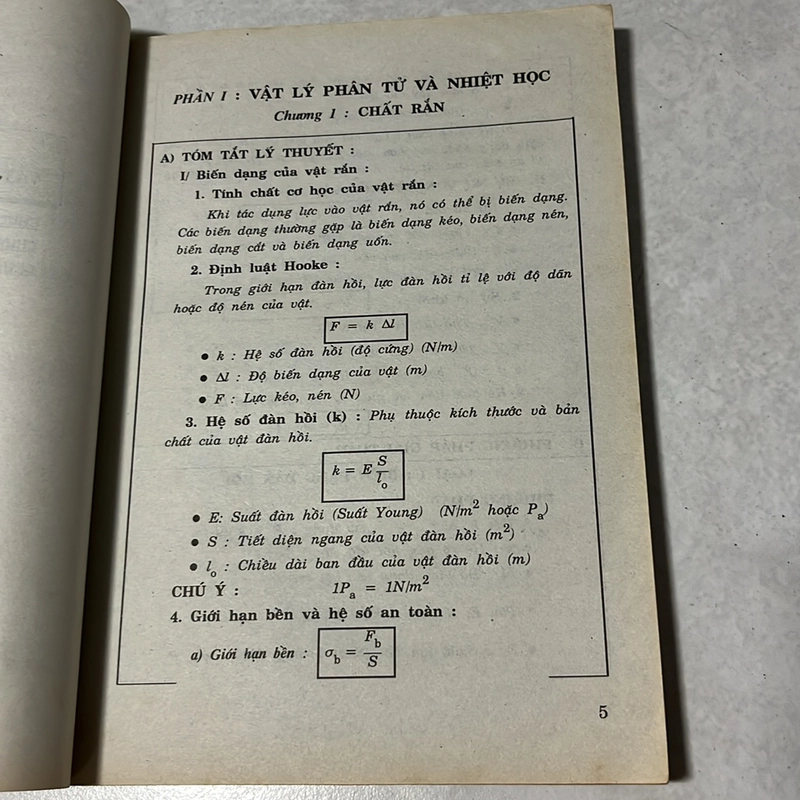 PHẦN I : VẬT LÝ PHÂN TỬ VÀ NHIỆT HỌC
Chương 1 : CHẤT RẮN
A) TÓM TẮT LÝ THUYẾT :
I/ Biến dạng của vật rắn :
1. Tính chất cơ học của vật rắn :
Khi tác dụng lực vào vật rắn, nó có thể bị biến dạng.
Các biến dạng thường gặp là biến dạng kéo, biến dạng nén,
biến dạng cắt và biến dạng uốn.
2. Định luật Hooke :
Trong giới hạn đàn hồi, lực đàn hồi tỉ lệ với độ dãn
hoặc độ nén của vật.
F = k Δl
• k : Hệ số đàn hồi (độ cứng) (N/m)
• Δl : Độ biến dạng của vật (m)
• F : Lực kéo, nén (N)
3. Hệ số đàn hồi (k) : Phụ thuộc kích thước và bản
chất của vật đàn hồi.
k = E S/l₀
• E: Suất đàn hồi (Suất Young) (N/m² hoặc Pₐ)
• S : Tiết diện ngang của vật đàn hồi (m²)
• l₀ : Chiều dài ban đầu của vật đàn hồi (m)
CHÚ Ý : 1Pₐ = 1N/m²
4. Giới hạn bền và hệ số an toàn :
a) Giới hạn bền : σb = Fb/S
5